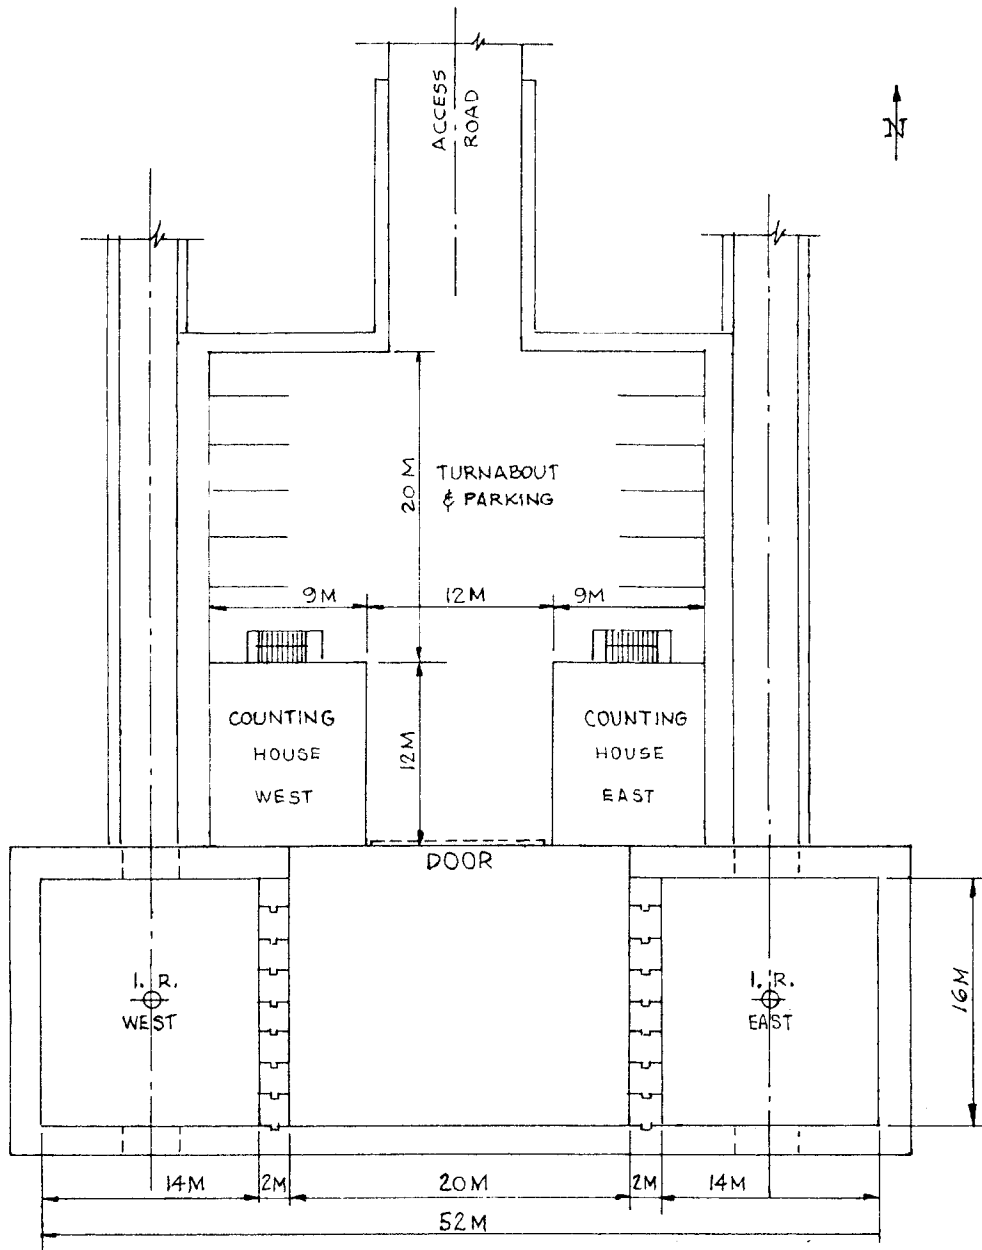 ACCESS
ROAD
N
20 M
TURNABOUT
& PARKING
9M
12M
9M
COUNTING
HOUSE
WEST
12M
COUNTING
HOUSE
EAST
DOOR
I. R.
WEST
I. R.
EAST
16M
14M
2M
20M
2M
14M
52M